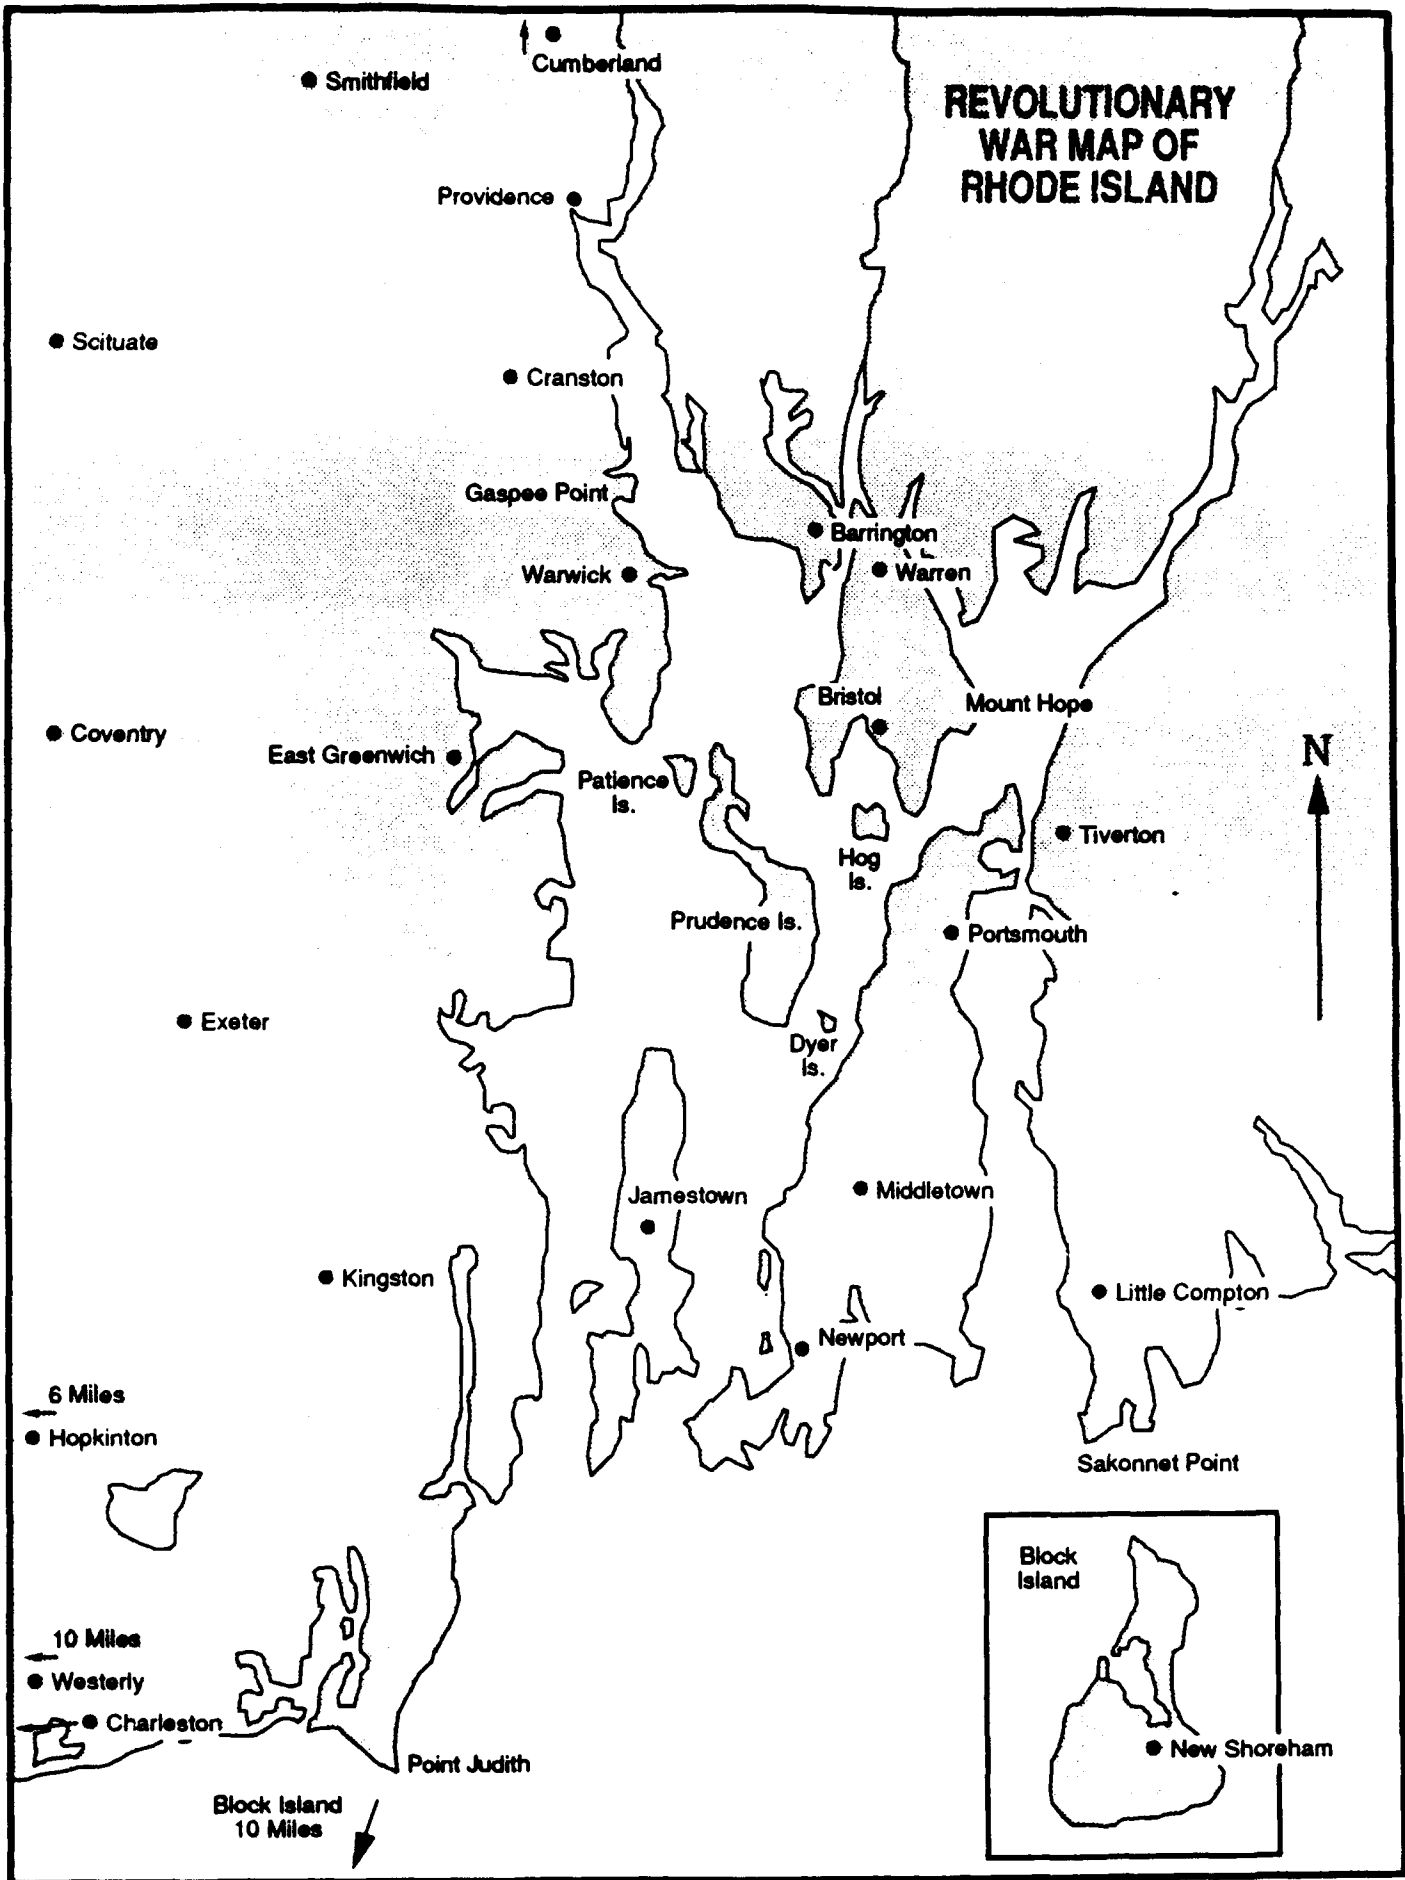 Cumberland
Smithfield
REVOLUTIONARY
WAR MAP OF
RHODE ISLAND
Providence
Scituate
Cranston
Gaspee Point
Barrington
Warwick
Warren
Bristol
Mount Hope
Coventry
East Greenwich
N
Patience
Is.
Tiverton
Hog
Is.
Prudence Is.
Portsmouth
Exeter
Dyer
Is.
Jamestown
Middletown
Kingston
Little Compton
Newport
6 Miles
Hopkinton
Sakonnet Point
Block
Island
10 Miles
Westerly
Charleston
New Shoreham
Point Judith
Block Island
10 Miles